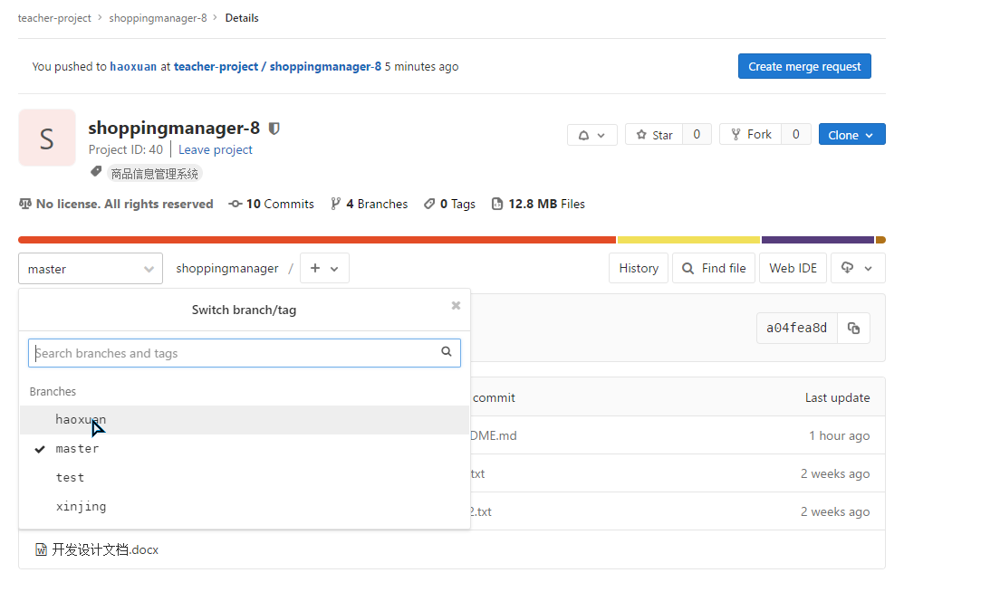 teacher-project > shoppingmanager-8 > Details
You pushed to haoxuan at teacher-project / shoppingmanager-8 5 minutes ago
Create merge request
S
shoppingmanager-8
Project ID: 40 | Leave project
商品信息管理系统
Star 0 Fork 0 Clone
No license. All rights reserved 10 Commits 4 Branches 0 Tags 12.8 MB Files
master shoppingmanager / + History Find file Web IDE
Switch branch/tag
a04fea8d
Search branches and tags
Branches
commit Last update
haoxuan
DME.md 1 hour ago
master
test
txt 2 weeks ago
xinjing
2.txt 2 weeks ago
开发设计文档.docx